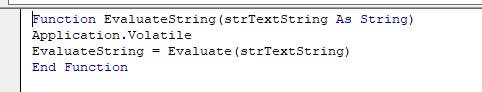 Function EvaluateString(strTextString As String)
Application.Volatile
EvaluateString = Evaluate(strTextString)
End Function